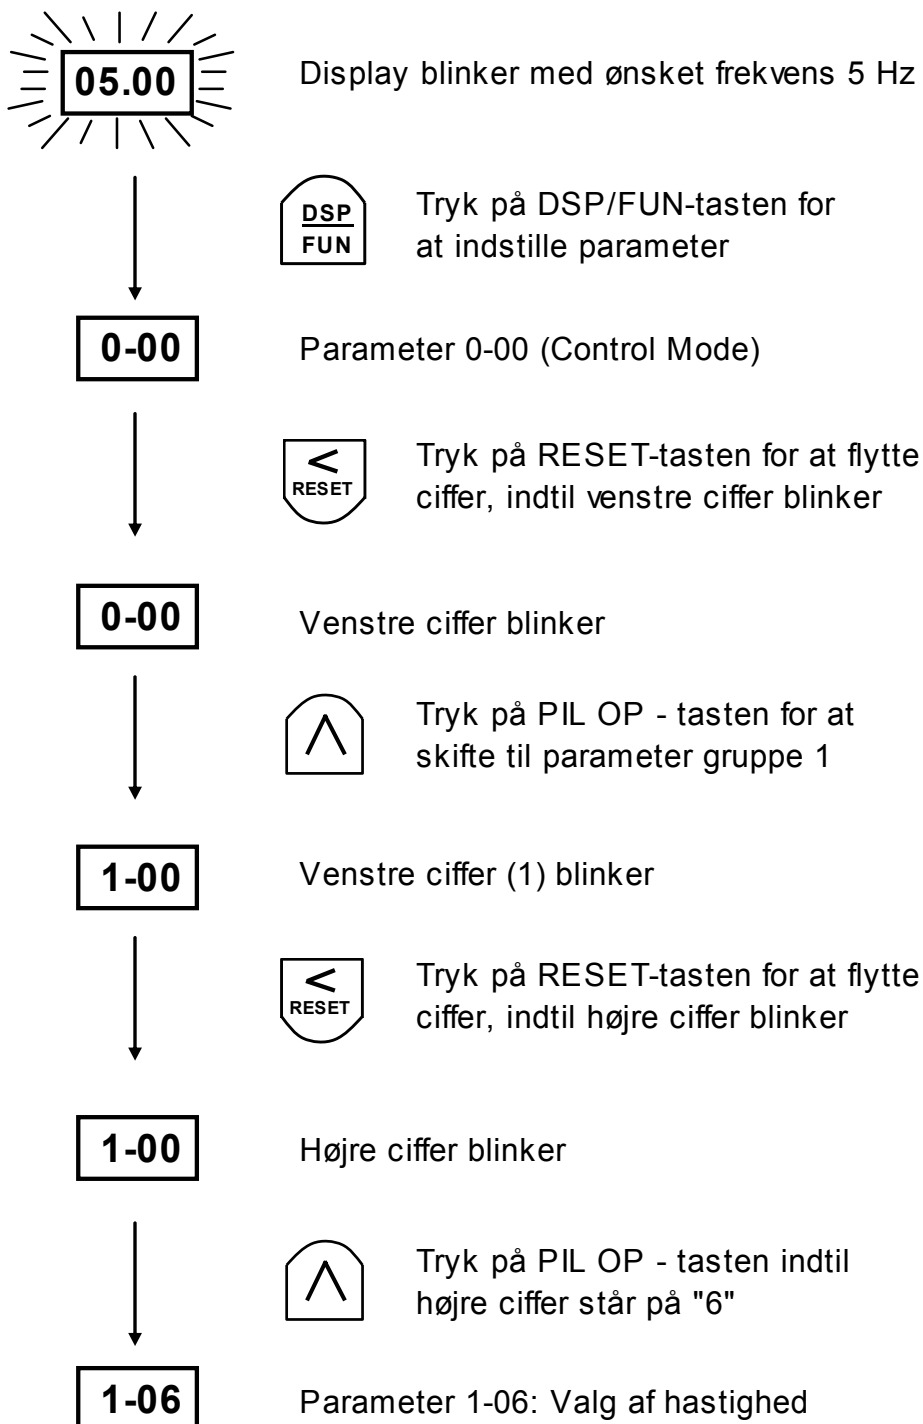 05.00
Display blinker med ønsket frekvens 5 Hz
DSP
FUN
Tryk på DSP/FUN-tasten for
at indstille parameter
0-00
Parameter 0-00 (Control Mode)
<
RESET
Tryk på RESET-tasten for at flytte
ciffer, indtil venstre ciffer blinker
0-00
Venstre ciffer blinker
Tryk på PIL OP - tasten for at
skifte til parameter gruppe 1
1-00
Venstre ciffer (1) blinker
<
RESET
Tryk på RESET-tasten for at flytte
ciffer, indtil højre ciffer blinker
1-00
Højre ciffer blinker
Tryk på PIL OP - tasten indtil
højre ciffer står på "6"
1-06
Parameter 1-06: Valg af hastighed